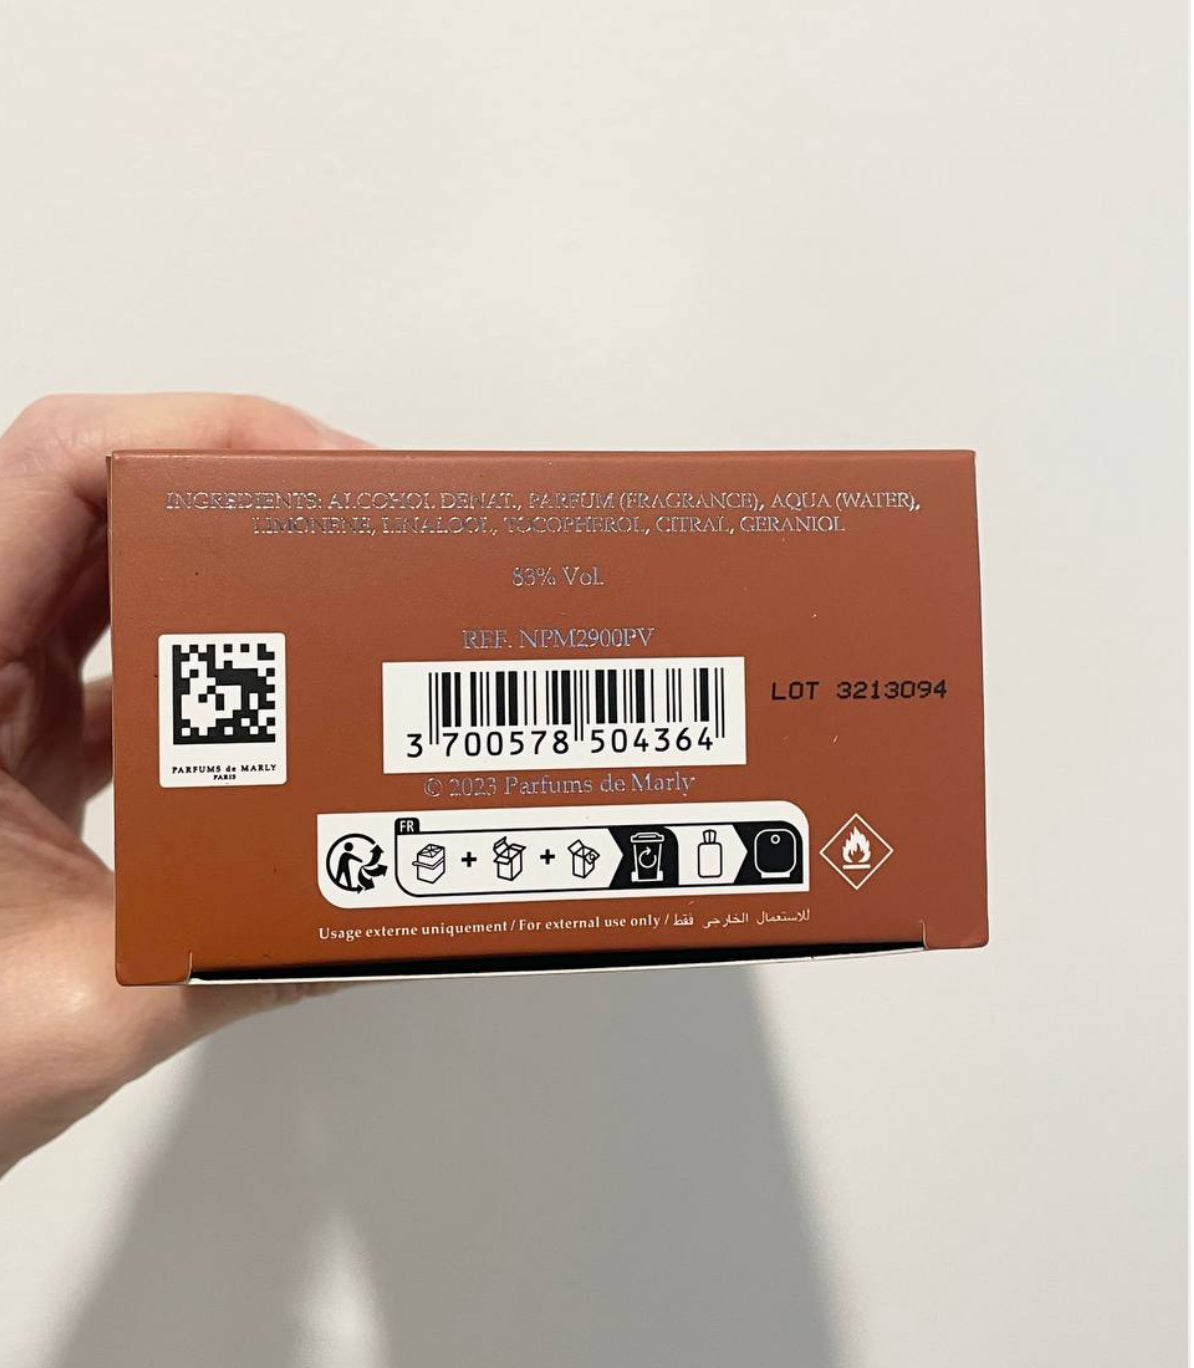 INGREDIENTS: ALCOHOL DENAT., PARFUM (FRAGRANCE), AQUA (WATER),
LIMONENE, LINALOOL, TOCOPHEROL, CITRAL, GERANIOL
83% Vol.
REF. NPM2900PV
LOT 3213094
3 700578 504364
PARFUMS de MARLY
PARIS
© 2023 Parfums de Marly
FR
Usage externe uniquement / For external use only / للاستعمال الخارجي فقط